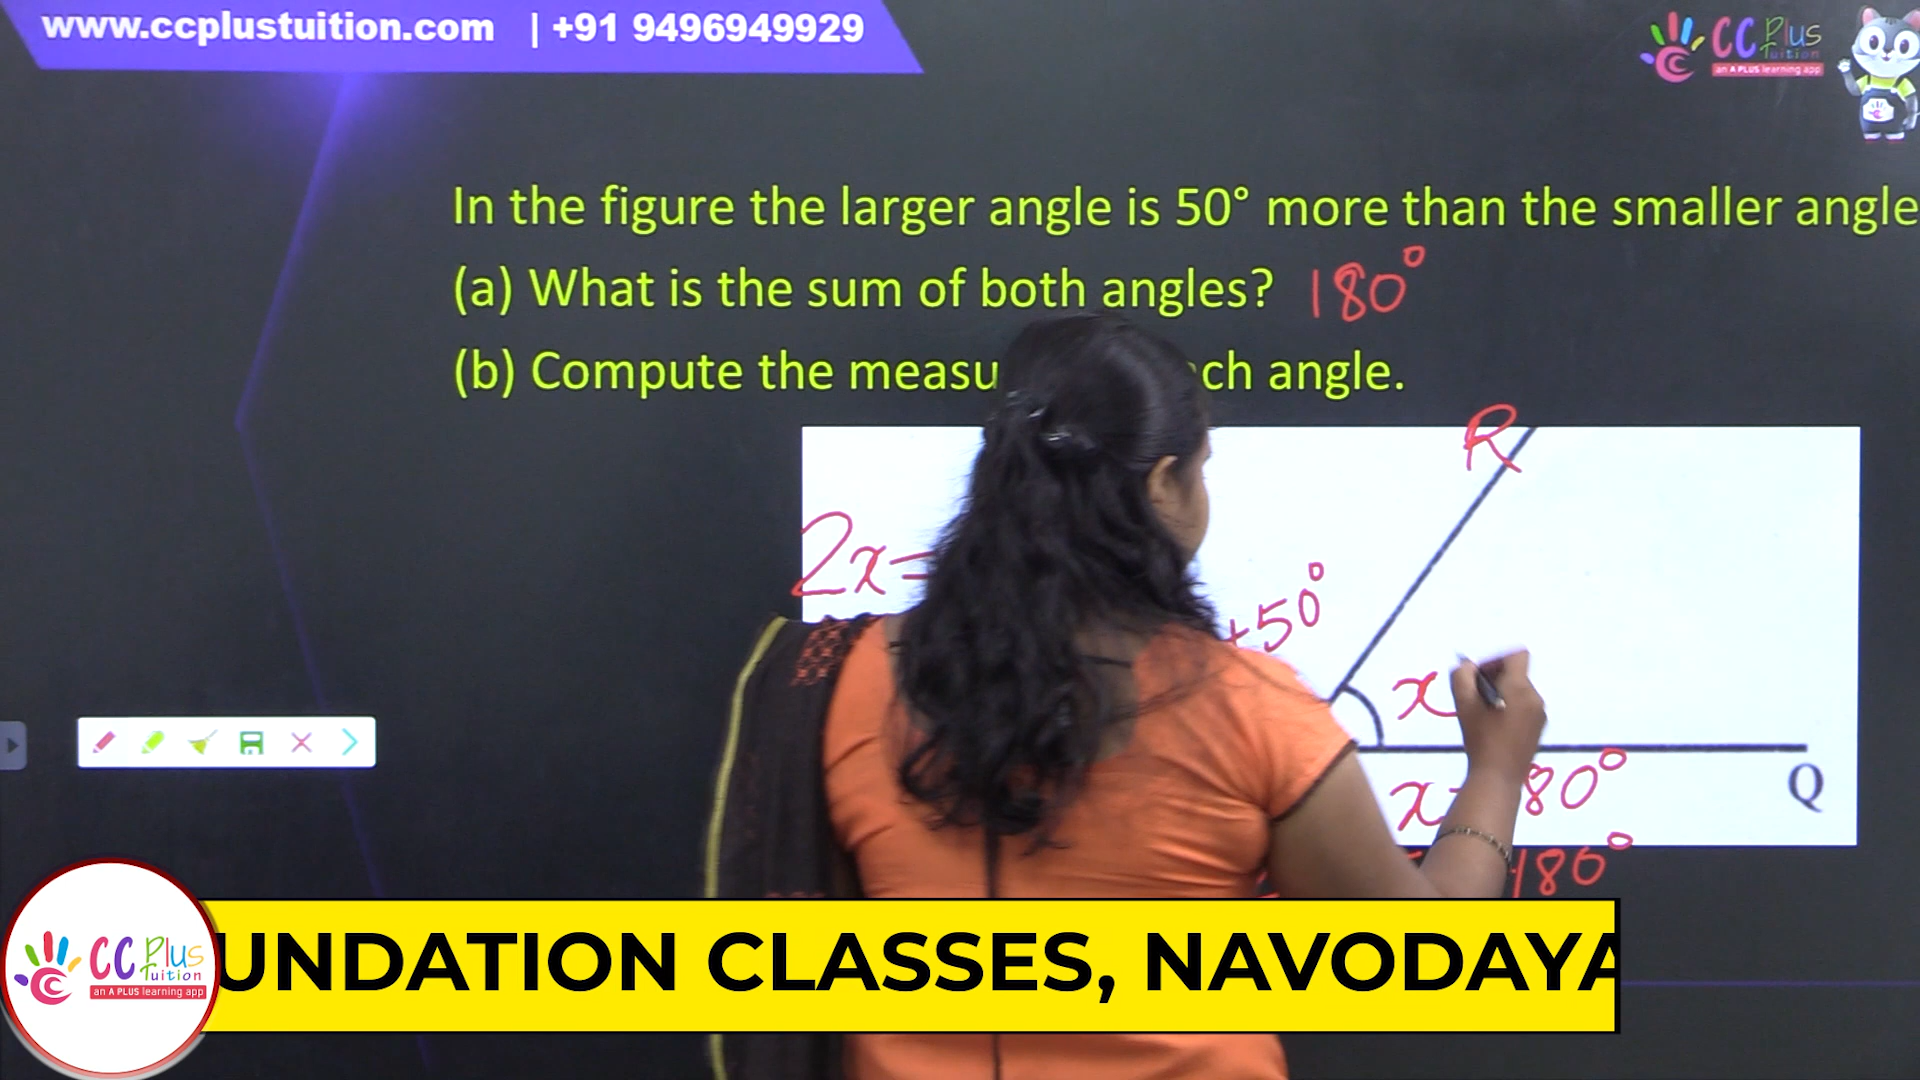 www.ccplustuition.com | +91 9496949929
CC Plus Tuition
an A PLUS learning app
In the figure the larger angle is 50° more than the smaller angle
(a) What is the sum of both angles? 180°
(b) Compute the measu ch angle.
R
2x=
+50°
x
Q
x 80°
180°
CC Plus Tuition
an A PLUS learning app
UNDATION CLASSES, NAVODAYA